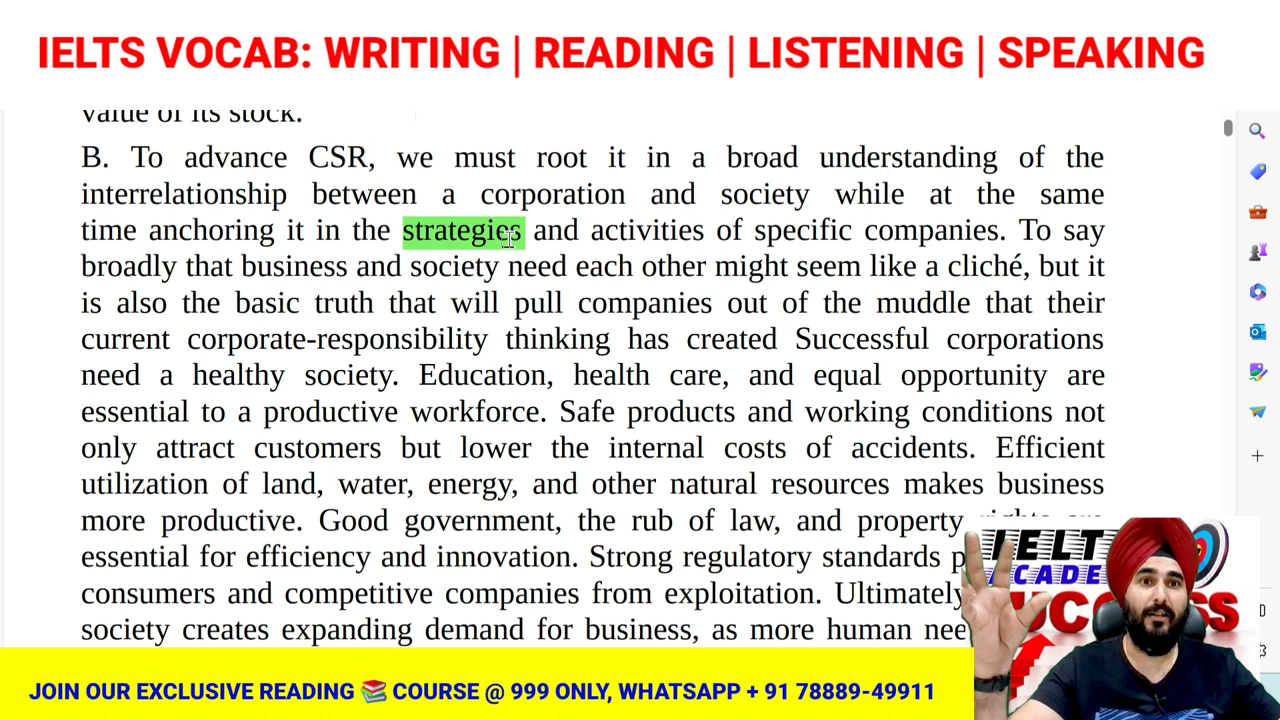 IELTS VOCAB: WRITING | READING | LISTENING | SPEAKING
value of its stock.
B. To advance CSR, we must root it in a broad understanding of the
interrelationship between a corporation and society while at the same
time anchoring it in the strategies and activities of specific companies. To say
broadly that business and society need each other might seem like a cliché, but it
is also the basic truth that will pull companies out of the muddle that their
current corporate-responsibility thinking has created Successful corporations
need a healthy society. Education, health care, and equal opportunity are
essential to a productive workforce. Safe products and working conditions not
only attract customers but lower the internal costs of accidents. Efficient
utilization of land, water, energy, and other natural resources makes business
more productive. Good government, the rub of law, and property rights are
essential for efficiency and innovation. Strong regulatory standards
consumers and competitive companies from exploitation. Ultimately
society creates expanding demand for business, as more human
IELT
CADE
JOIN OUR EXCLUSIVE READING COURSE @ 999 ONLY, WHATSAPP + 91 78889-49911